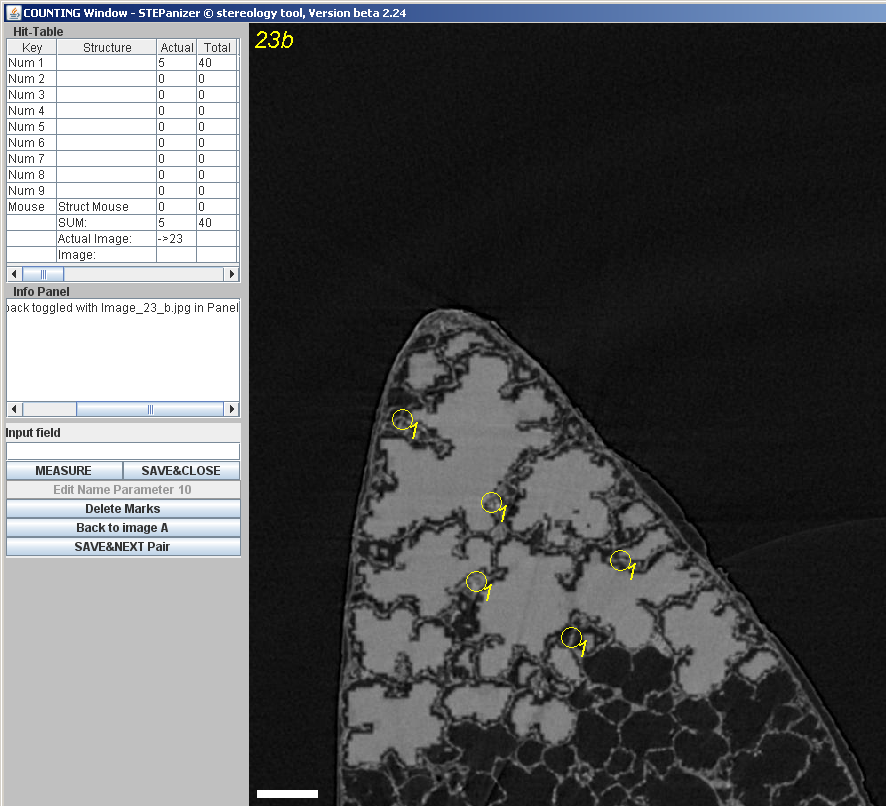 COUNTING Window - STEPanizer © stereology tool, Version beta 2.24
Hit-Table
Key Structure Actual Total
Num 1 5 40
Num 2 0 0
Num 3 0 0
Num 4 0 0
Num 5 0 0
Num 6 0 0
Num 7 0 0
Num 8 0 0
Num 9 0 0
Mouse Struct Mouse 0 0
SUM: 5 40
Actual Image: ->23
Image:
Info Panel
back toggled with Image_23_b.jpg in Panel
Input field
MEASURE SAVE&CLOSE
Edit Name Parameter 10
Delete Marks
Back to image A
SAVE&NEXT Pair
23b
1
1
1
1
1